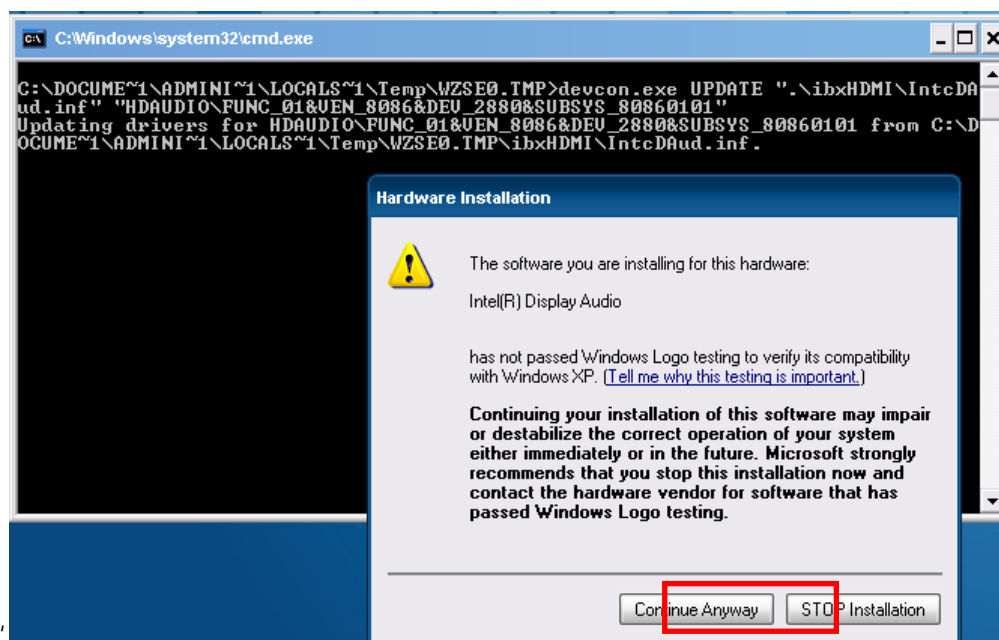 C:\Windows\system32\cmd.exe
C:\DOCUME~1\ADMINI~1\LOCALS~1\Temp\WZSE0.TMP>devcon.exe UPDATE ".\ibxHDMI\IntcDA
ud.inf" "HDAUDIO\FUNC_01&VEN_8086&DEV_2880&SUBSYS_80860101"
Updating drivers for HDAUDIO\FUNC_01&VEN_8086&DEV_2880&SUBSYS_80860101 from C:\D
OCUME~1\ADMINI~1\LOCALS~1\Temp\WZSE0.TMP\ibxHDMI\IntcDAud.inf.
Hardware Installation
The software you are installing for this hardware:
Intel(R) Display Audio
has not passed Windows Logo testing to verify its compatibility
with Windows XP. (Tell me why this testing is important.)
Continuing your installation of this software may impair
or destabilize the correct operation of your system
either immediately or in the future. Microsoft strongly
recommends that you stop this installation now and
contact the hardware vendor for software that has
passed Windows Logo testing.
Continue Anyway
STOP Installation